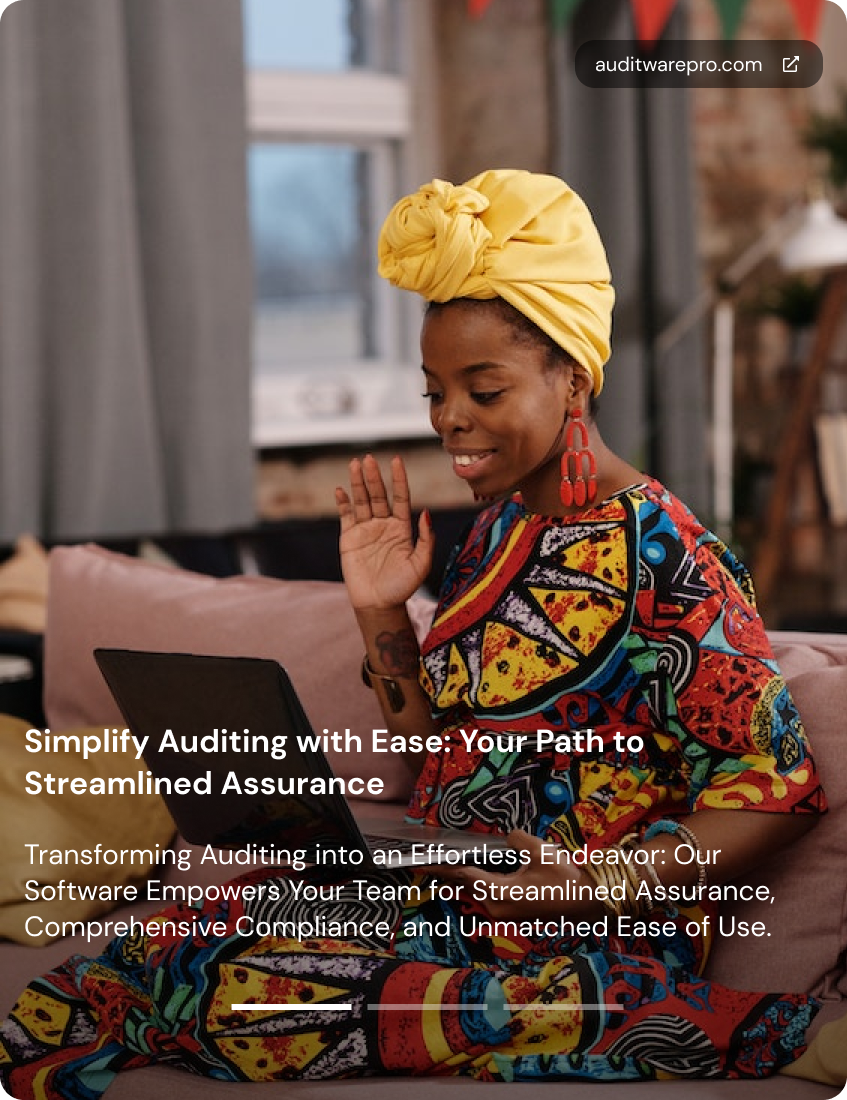 auditwarepro.com
Simplify Auditing with Ease: Your Path to
Streamlined Assurance
Transforming Auditing into an Effortless Endeavor: Our
Software Empowers Your Team for Streamlined Assurance,
Comprehensive Compliance, and Unmatched Ease of Use.